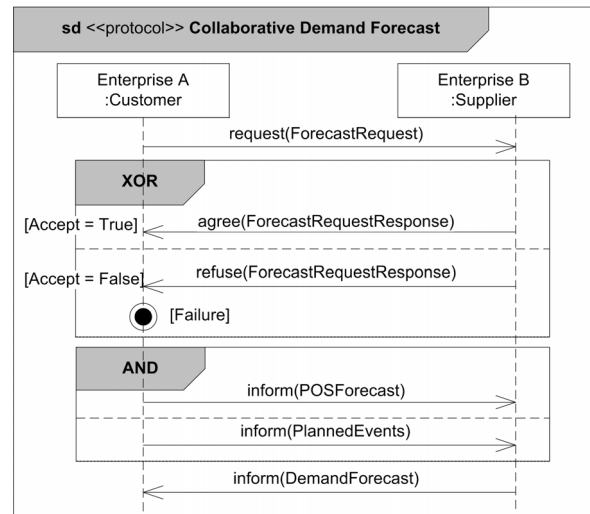 sd <<protocol>> Collaborative Demand Forecast
Enterprise A
:Customer
Enterprise B
:Supplier
request(ForecastRequest)
XOR
[Accept = True]
agree(ForecastRequestResponse)
[Accept = False]
refuse(ForecastRequestResponse)
[Failure]
AND
inform(POSForecast)
inform(PlannedEvents)
inform(DemandForecast)